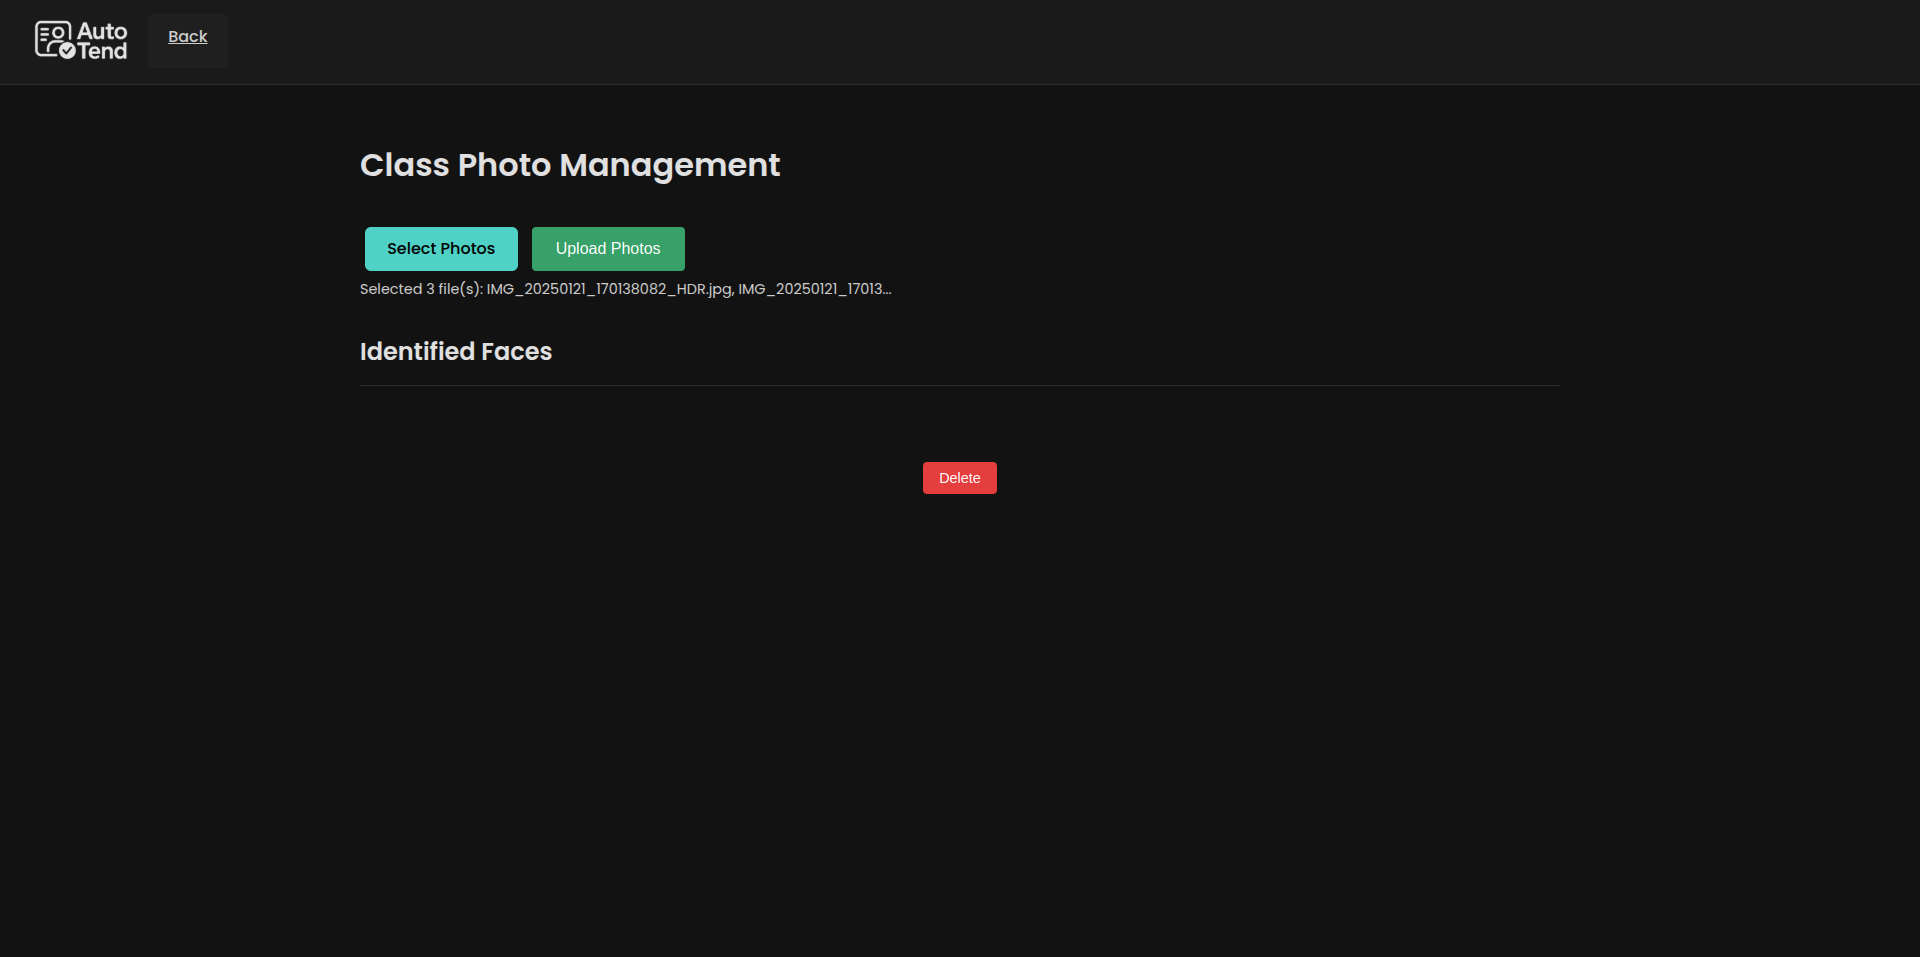 Auto
Tend
Back
Class Photo Management
Select Photos
Upload Photos
Selected 3 file(s): IMG_20250121_170138082_HDR.jpg, IMG_20250121_17013...
Identified Faces
Delete